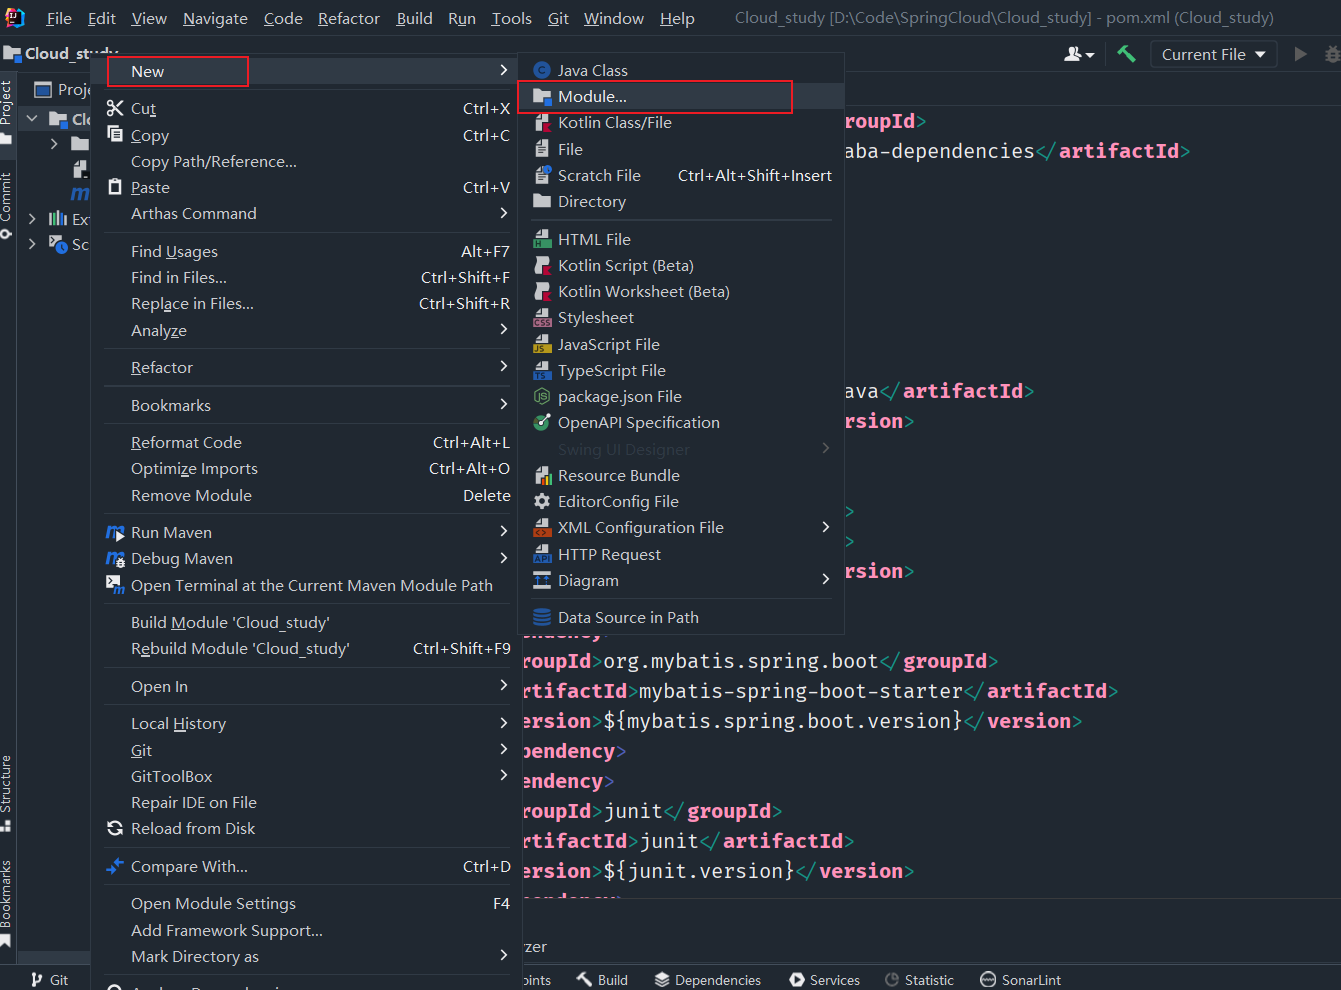 File Edit View Navigate Code Refactor Build Run Tools Git Window Help Cloud_study [D:\Code\SpringCloud\Cloud_study] - pom.xml (Cloud_study)
Cloud_study
Current File
Project
Commit
Structure
Bookmarks
Proje
Clo
m
Ext
Sc
New
Cut Ctrl+X
Copy Ctrl+C
Copy Path/Reference...
Paste Ctrl+V
Arthas Command
Find Usages Alt+F7
Find in Files... Ctrl+Shift+F
Replace in Files... Ctrl+Shift+R
Analyze
Refactor
Bookmarks
Reformat Code Ctrl+Alt+L
Optimize Imports Ctrl+Alt+O
Remove Module Delete
Run Maven
Debug Maven
Open Terminal at the Current Maven Module Path
Build Module 'Cloud_study'
Rebuild Module 'Cloud_study' Ctrl+Shift+F9
Open In
Local History
Git
GitToolBox
Repair IDE on File
Reload from Disk
Compare With... Ctrl+D
Open Module Settings F4
Add Framework Support...
Mark Directory as
Java Class
Module...
Kotlin Class/File
File
Scratch File Ctrl+Alt+Shift+Insert
Directory
HTML File
Kotlin Script (Beta)
Kotlin Worksheet (Beta)
Stylesheet
JavaScript File
TypeScript File
package.json File
OpenAPI Specification
Swing UI Designer
Resource Bundle
EditorConfig File
XML Configuration File
HTTP Request
Diagram
Data Source in Path
roupId>
aba-dependencies</artifactId>
ava</artifactId>
rsion>
>
>
rsion>
endency>
roupId>org.mybatis.spring.boot</groupId>
rtifactId>mybatis-spring-boot-starter</artifactId>
ersion>${mybatis.spring.boot.version}</version>
pendency>
endency>
roupId>junit</groupId>
rtifactId>junit</artifactId>
ersion>${junit.version}</version>
zer
Git oints Build Dependencies Services Statistic SonarLint